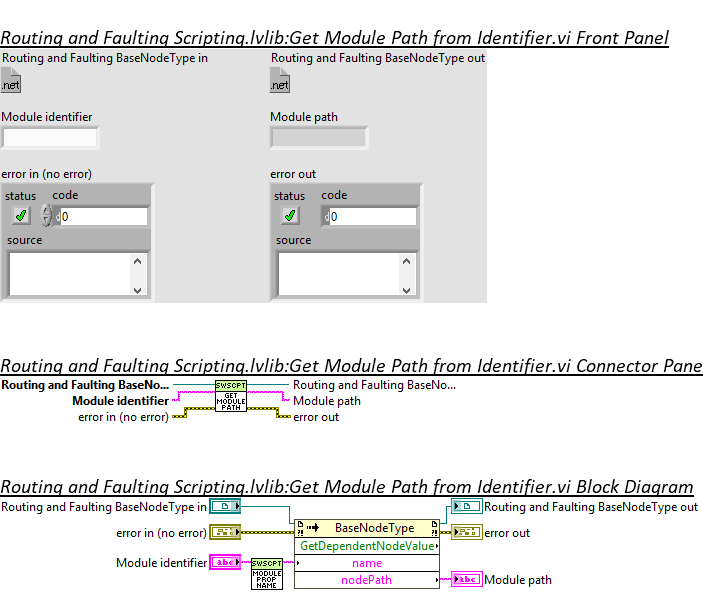 Routing and Faulting Scripting.lvlib:Get Module Path from Identifier.vi Front Panel
Routing and Faulting BaseNodeType in
Routing and Faulting BaseNodeType out
.net
.net
Module identifier
Module path
error in (no error)
error out
status code
status code
d0
d0
source
source
Routing and Faulting Scripting.lvlib:Get Module Path from Identifier.vi Connector Pane
Routing and Faulting BaseNo... SWSCPT Routing and Faulting BaseNo...
Module identifier GET MODULE PATH Module path
error in (no error) error out
Routing and Faulting Scripting.lvlib:Get Module Path from Identifier.vi Block Diagram
Routing and Faulting BaseNodeType in
Routing and Faulting BaseNodeType out
error in (no error)
BaseNodeType
error out
GetDependentNodeValue
Module identifier
abc
SWSCPT
MODULE
PROP
NAME
name
nodePath
abc
Module path